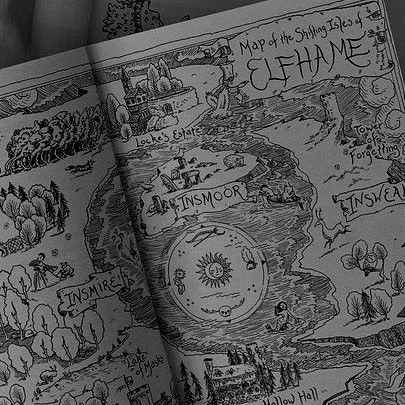 Map of the Shifting Isles of
ELFHAME
Locke's Estate
Tower
of
Forgetting
INSMOOR
INSWEAL
INSMIRE
Lake
of Masks
Hollow Hall